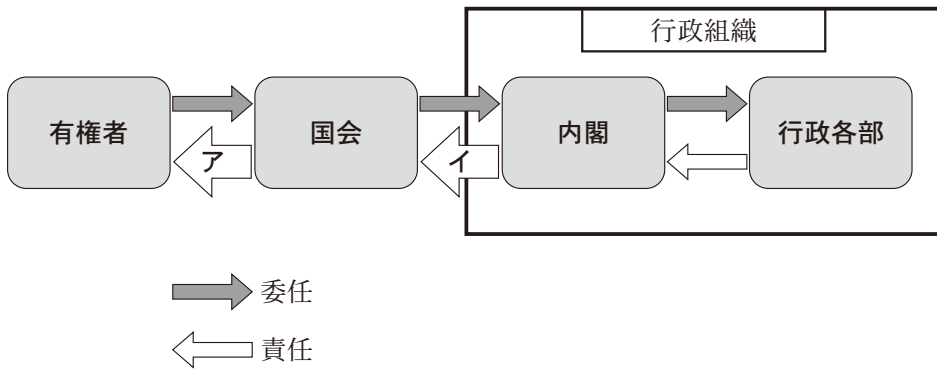 行政組織
有権者
国会
内閣
行政各部
ア
イ
委任
責任